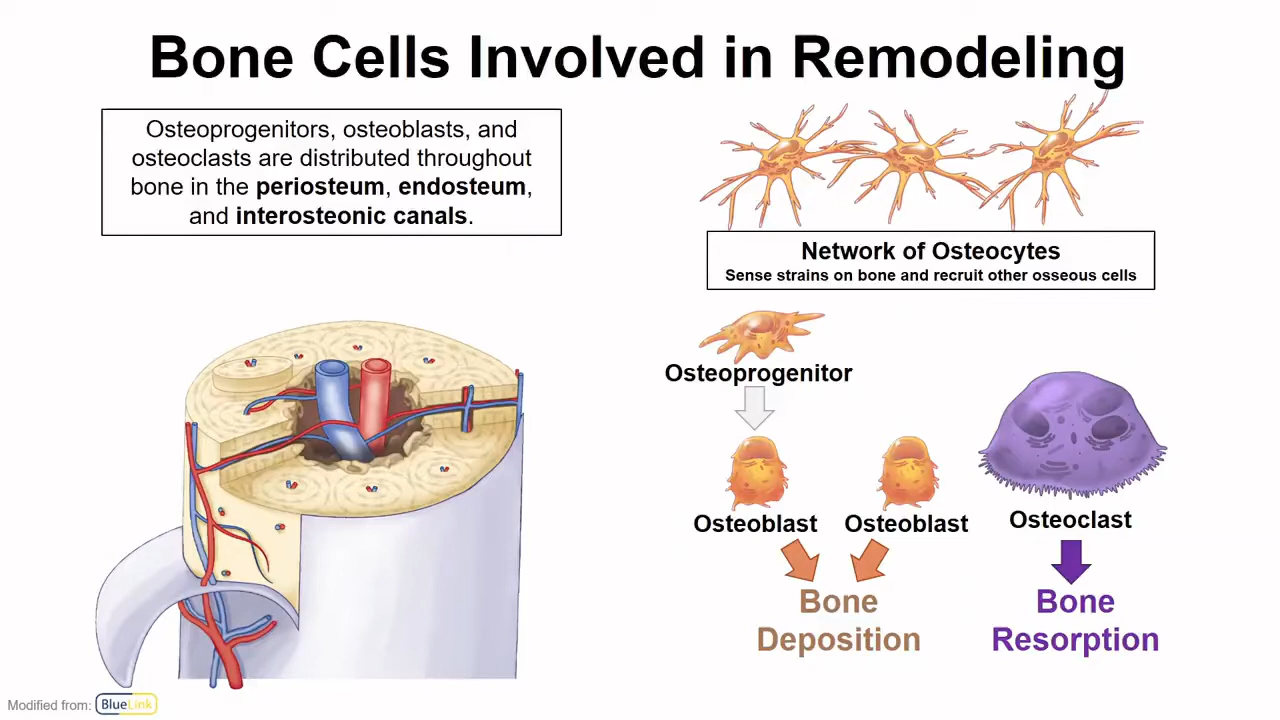 Bone Cells Involved in Remodeling
Osteoprogenitors, osteoblasts, and
osteoclasts are distributed throughout
bone in the periosteum, endosteum,
and interosteonic canals.
Network of Osteocytes
Sense strains on bone and recruit other osseous cells
Osteoprogenitor
Osteoblast
Osteoblast
Osteoclast
Bone
Deposition
Bone
Resorption
Modified from: BlueLink